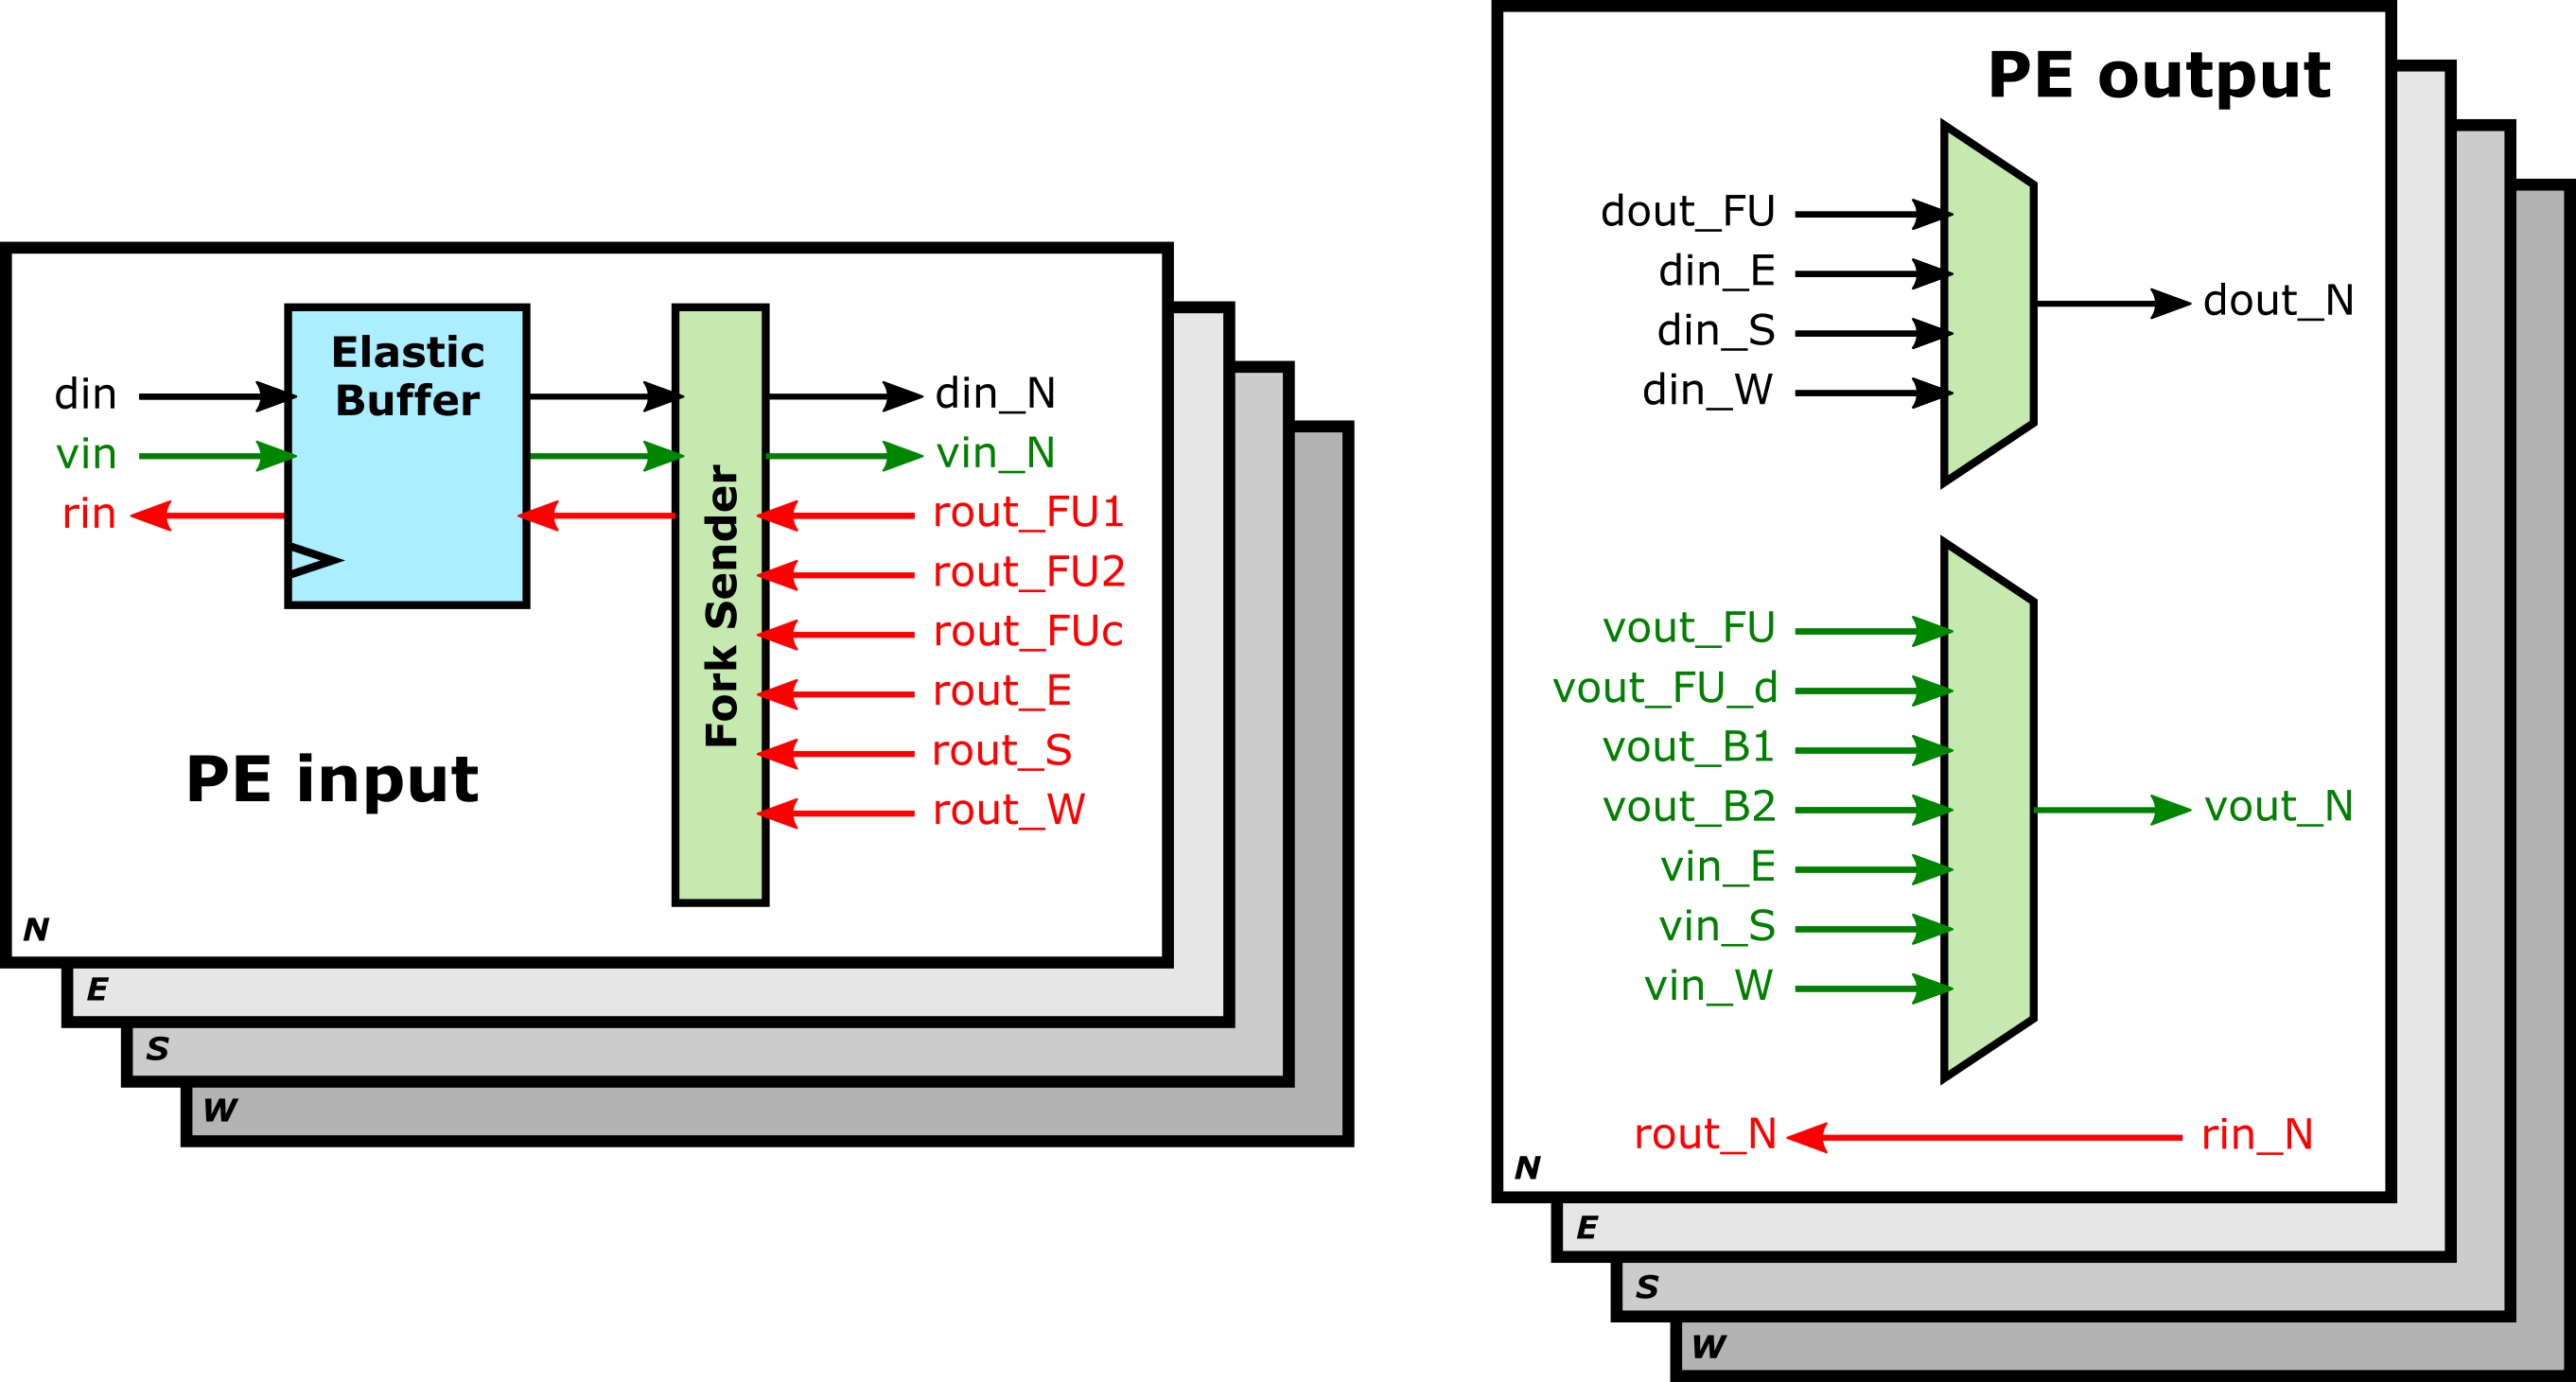 Elastic
Buffer
din
vin
rin
Fork Sender
din_N
vin_N
rout_FU1
rout_FU2
rout_FUc
rout_E
rout_S
rout_W
PE input
N
E
S
W
PE output
dout_FU
din_E
din_S
din_W
dout_N
vout_FU
vout_FU_d
vout_B1
vout_B2
vin_E
vin_S
vin_W
vout_N
rout_N
rin_N
N
E
S
W